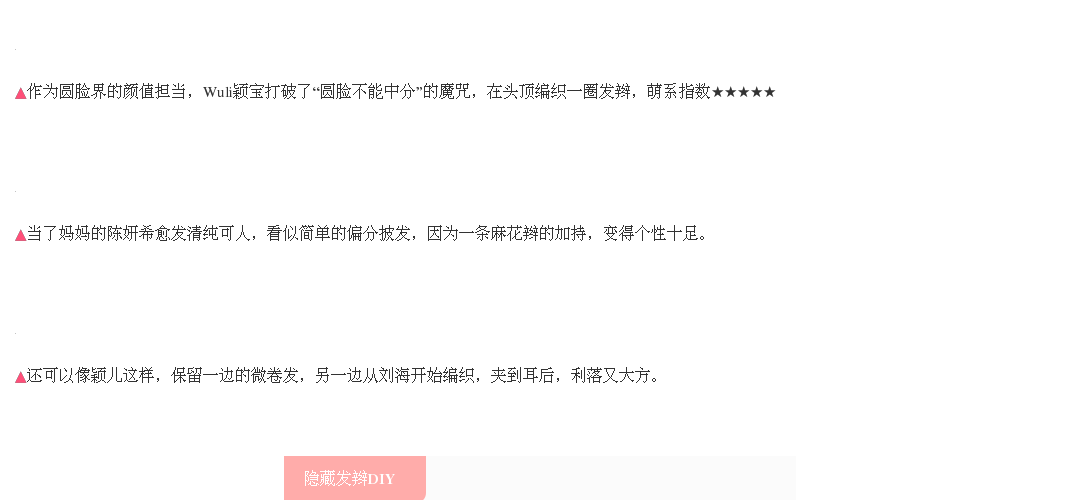 ▲作为圆脸界的颜值担当，Wuli颖宝打破了“圆脸不能中分”的魔咒，在头顶编织一圈发辫，萌系指数★★★★★
▲当了妈妈的陈妍希愈发清纯可人，看似简单的偏分披发，因为一条麻花辫的加持，变得个性十足。
▲还可以像颖儿这样，保留一边的微卷发，另一边从刘海开始编织，夹到耳后，利落又大方。
隐藏发辫DIY